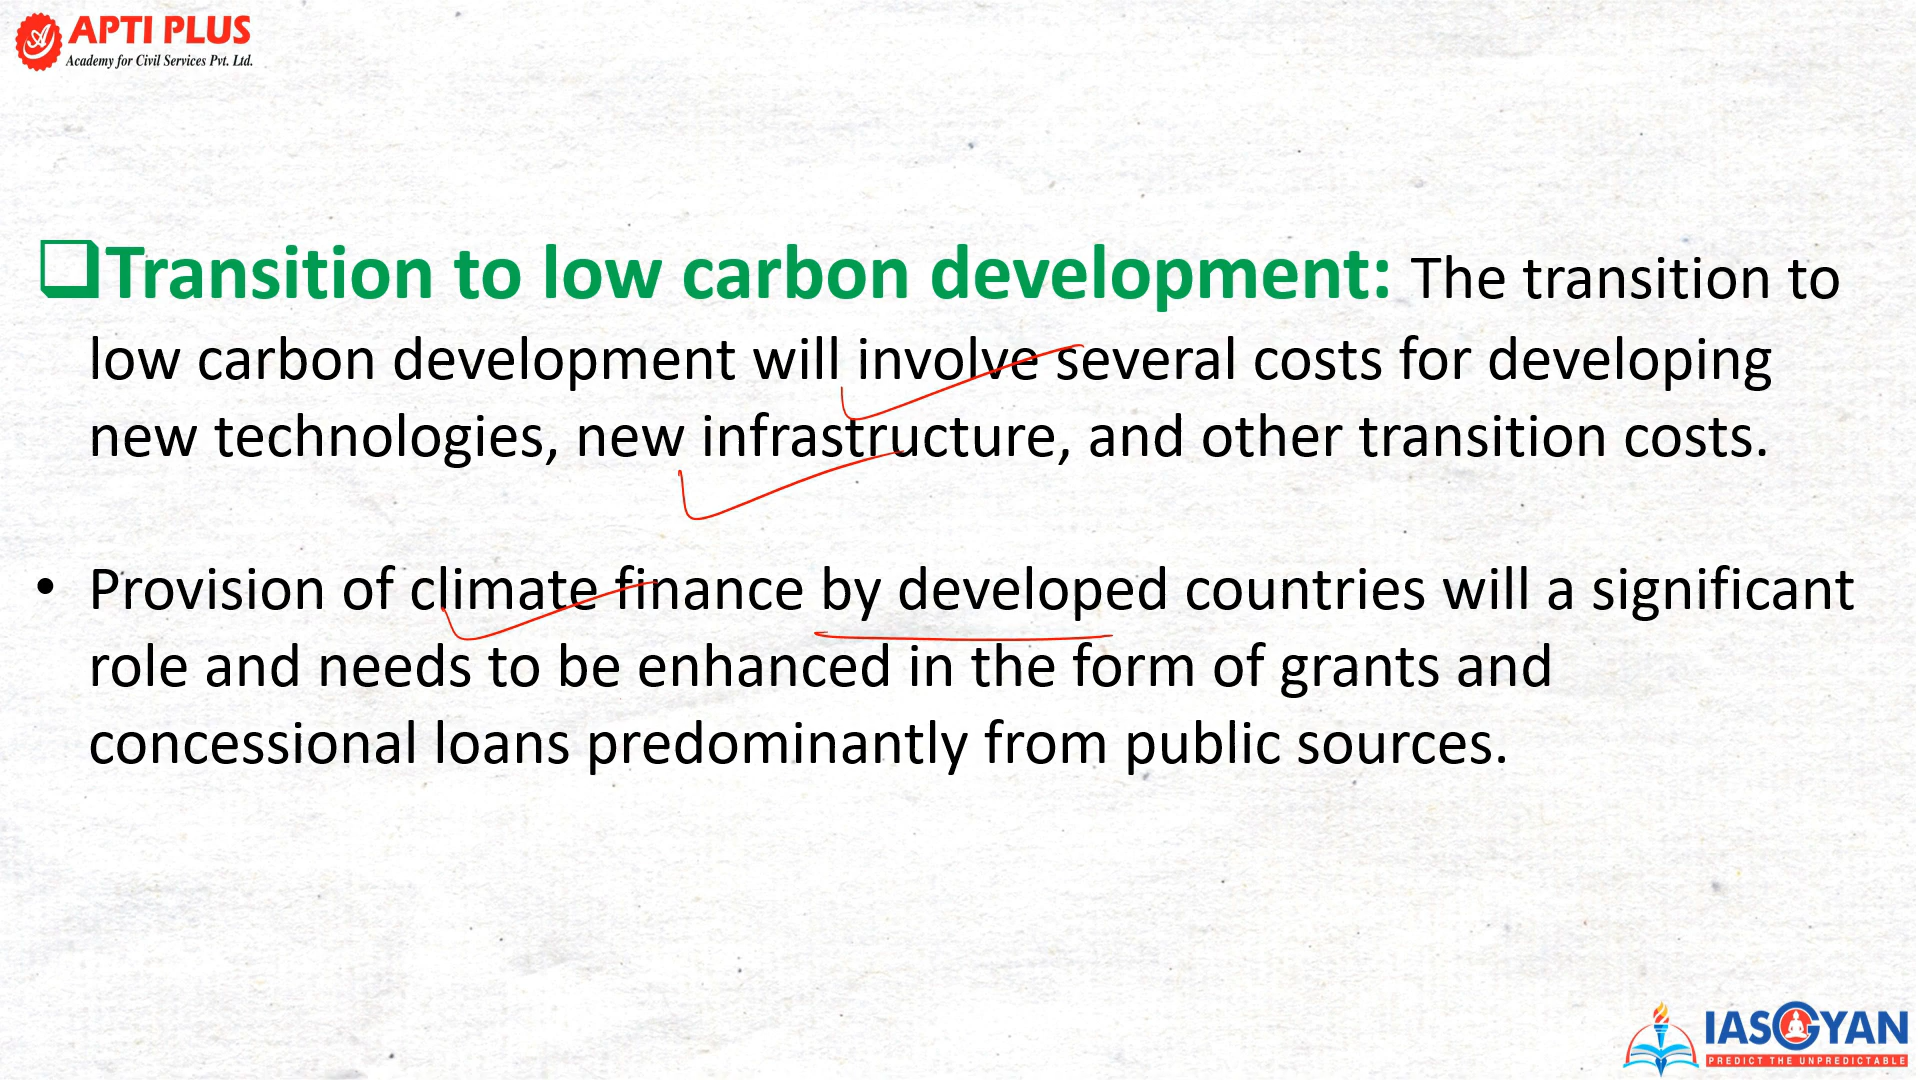 APTI PLUS
Academy for Civil Services Pvt. Ltd.
Transition to low carbon development: The transition to
low carbon development will involve several costs for developing
new technologies, new infrastructure, and other transition costs.
• Provision of climate finance by developed countries will a significant
role and needs to be enhanced in the form of grants and
concessional loans predominantly from public sources.
IASGYAN
PREDICT THE UNPREDICTABLE